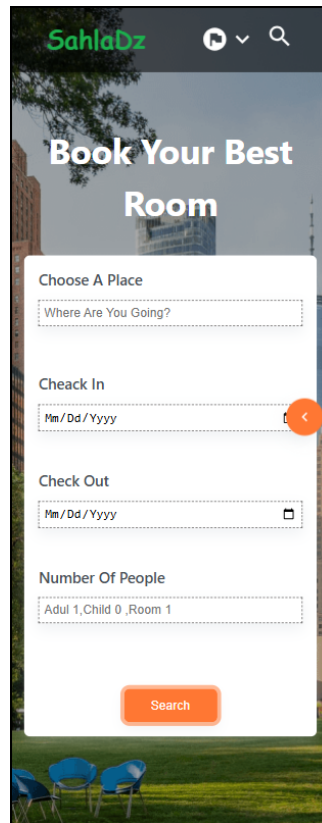 SahlaDz
Book Your Best
Room
Choose A Place
Where Are You Going?
Cheack In
Mm/Dd/Yyyy
Check Out
Mm/Dd/Yyyy
Number Of People
Adul 1,Child 0 ,Room 1
Search